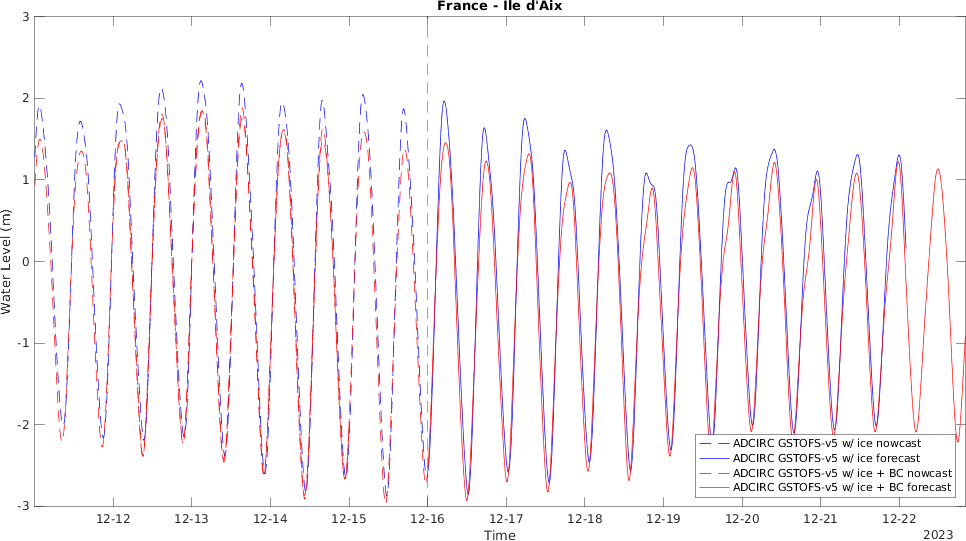 France - Ile d'Aix
Water Level (m)
3
2
1
0
-1
-2
-3
12-12 12-13 12-14 12-15 12-16 12-17 12-18 12-19 12-20 12-21 12-22
Time
2023
ADCIRC GSTOFS-v5 w/ ice nowcast
ADCIRC GSTOFS-v5 w/ ice forecast
ADCIRC GSTOFS-v5 w/ ice + BC nowcast
ADCIRC GSTOFS-v5 w/ ice + BC forecast